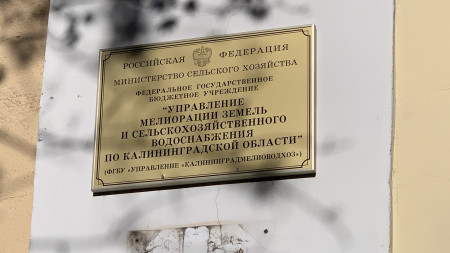 РОССИЙСКАЯ ФЕДЕРАЦИЯ
МИНИСТЕРСТВО СЕЛЬСКОГО ХОЗЯЙСТВА
ФЕДЕРАЛЬНОЕ ГОСУДАРСТВЕННОЕ
БЮДЖЕТНОЕ УЧРЕЖДЕНИЕ
"УПРАВЛЕНИЕ
МЕЛИОРАЦИИ ЗЕМЕЛЬ
И СЕЛЬСКОХОЗЯЙСТВЕННОГО
ВОДОСНАБЖЕНИЯ
ПО КАЛИНИНГРАДСКОЙ ОБЛАСТИ"
(ФГБУ «УПРАВЛЕНИЕ «КАЛИНИНГРАДМЕЛИОВОДХОЗ»)